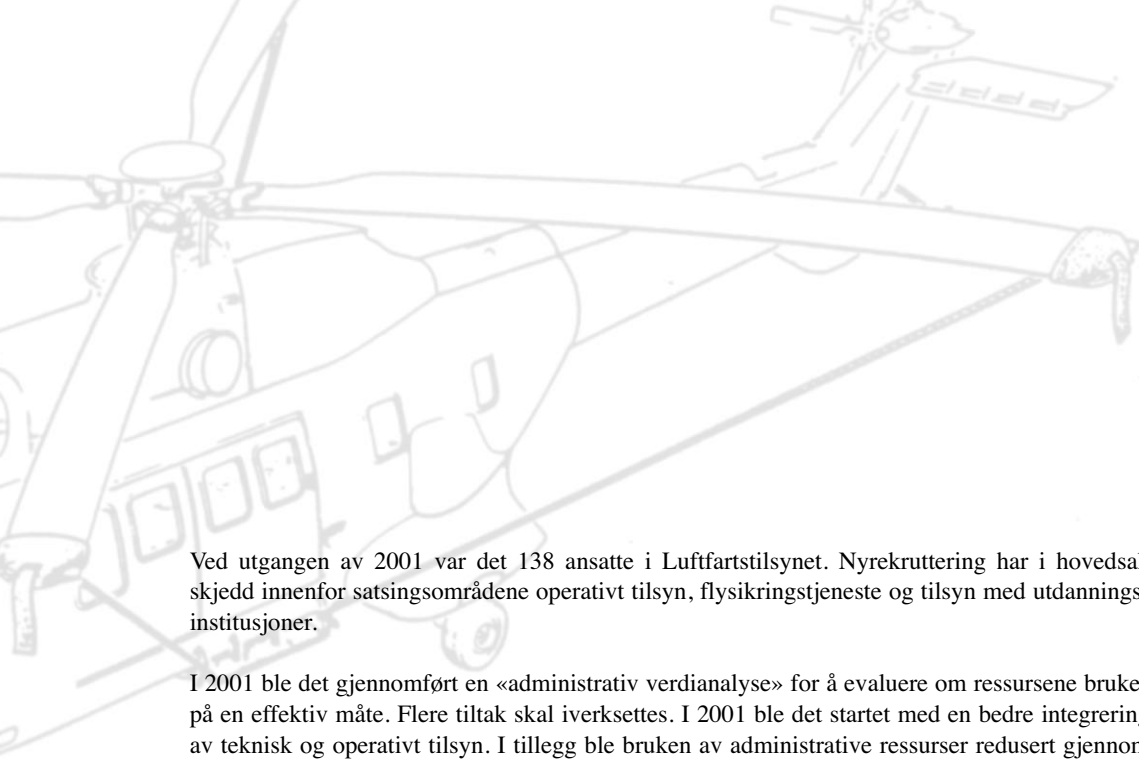 Ved utgangen av 2001 var det 138 ansatte i Luftfartstilsynet. Nyrekruttering har i hovedsak
skjedd innenfor satsingsområdene operativt tilsyn, flysikringstjeneste og tilsyn med utdannings-
institusjoner.
I 2001 ble det gjennomført en «administrativ verdianalyse» for å evaluere om ressursene bruke
på en effektiv måte. Flere tiltak skal iverksettes. I 2001 ble det startet med en bedre integrering
av teknisk og operativt tilsyn. I tillegg ble bruken av administrative ressurser redusert gjennom